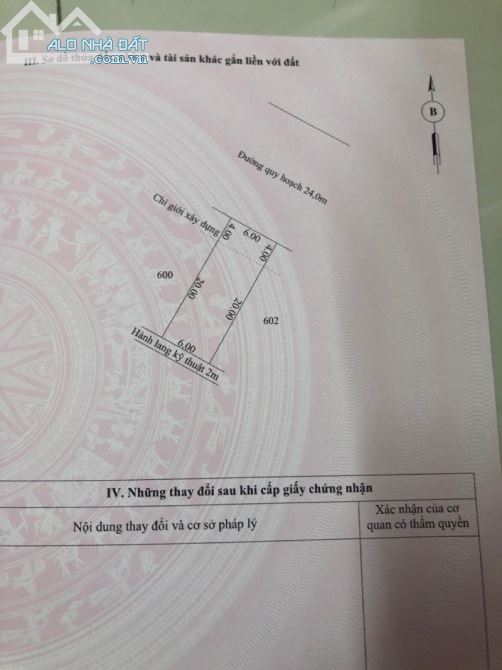 ALO NHÀ ĐẤT
.com.vn
III. Sơ đồ thửa và tài sản khác gắn liền với đất
B
Đường quy hoạch 24,0m
Chỉ giới xây dựng
4.00
6.00
4.00
600
20.00
20.00
602
6.00
Hành lang kỹ thuật 2m
IV. Những thay đổi sau khi cấp giấy chứng nhận
Nội dung thay đổi và cơ sở pháp lý
Xác nhận của cơ
quan có thẩm quyền